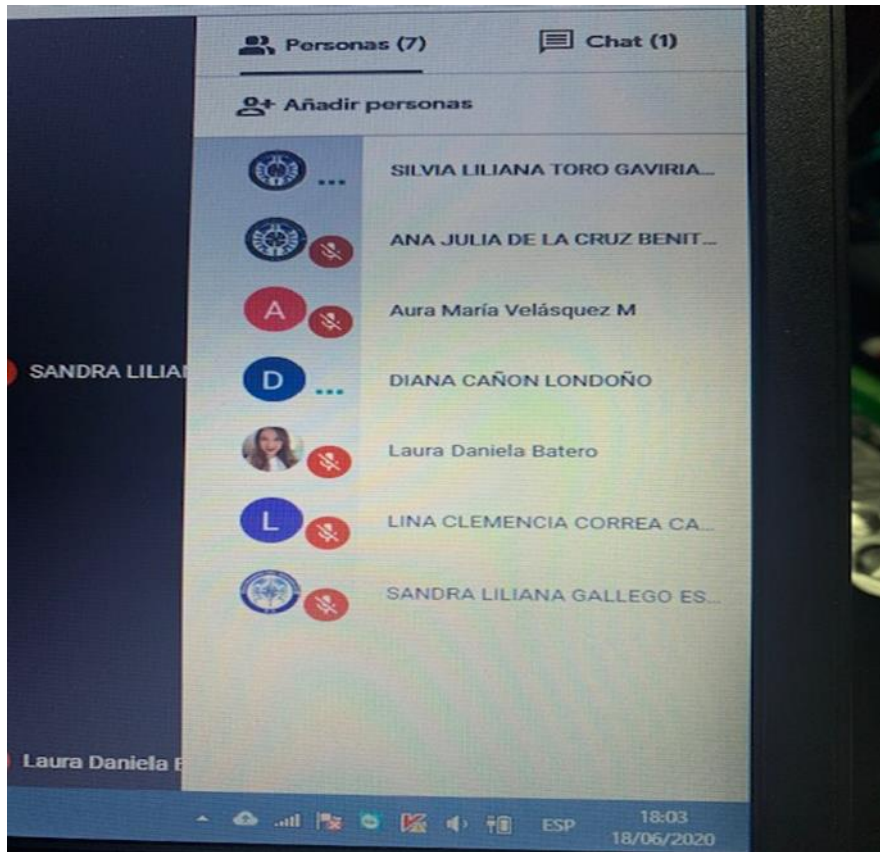 Personas (7)
Chat (1)
Añadir personas
SILVIA LILIANA TORO GAVIRIA...
ANA JULIA DE LA CRUZ BENIT...
A
Aura María Velásquez M
SANDRA LILIA
D
DIANA CAÑON LONDOÑO
Laura Daniela Batero
L
LINA CLEMENCIA CORREA CA...
SANDRA LILIANA GALLEGO ES...
Laura Daniela
ESP
18:03
18/06/2020